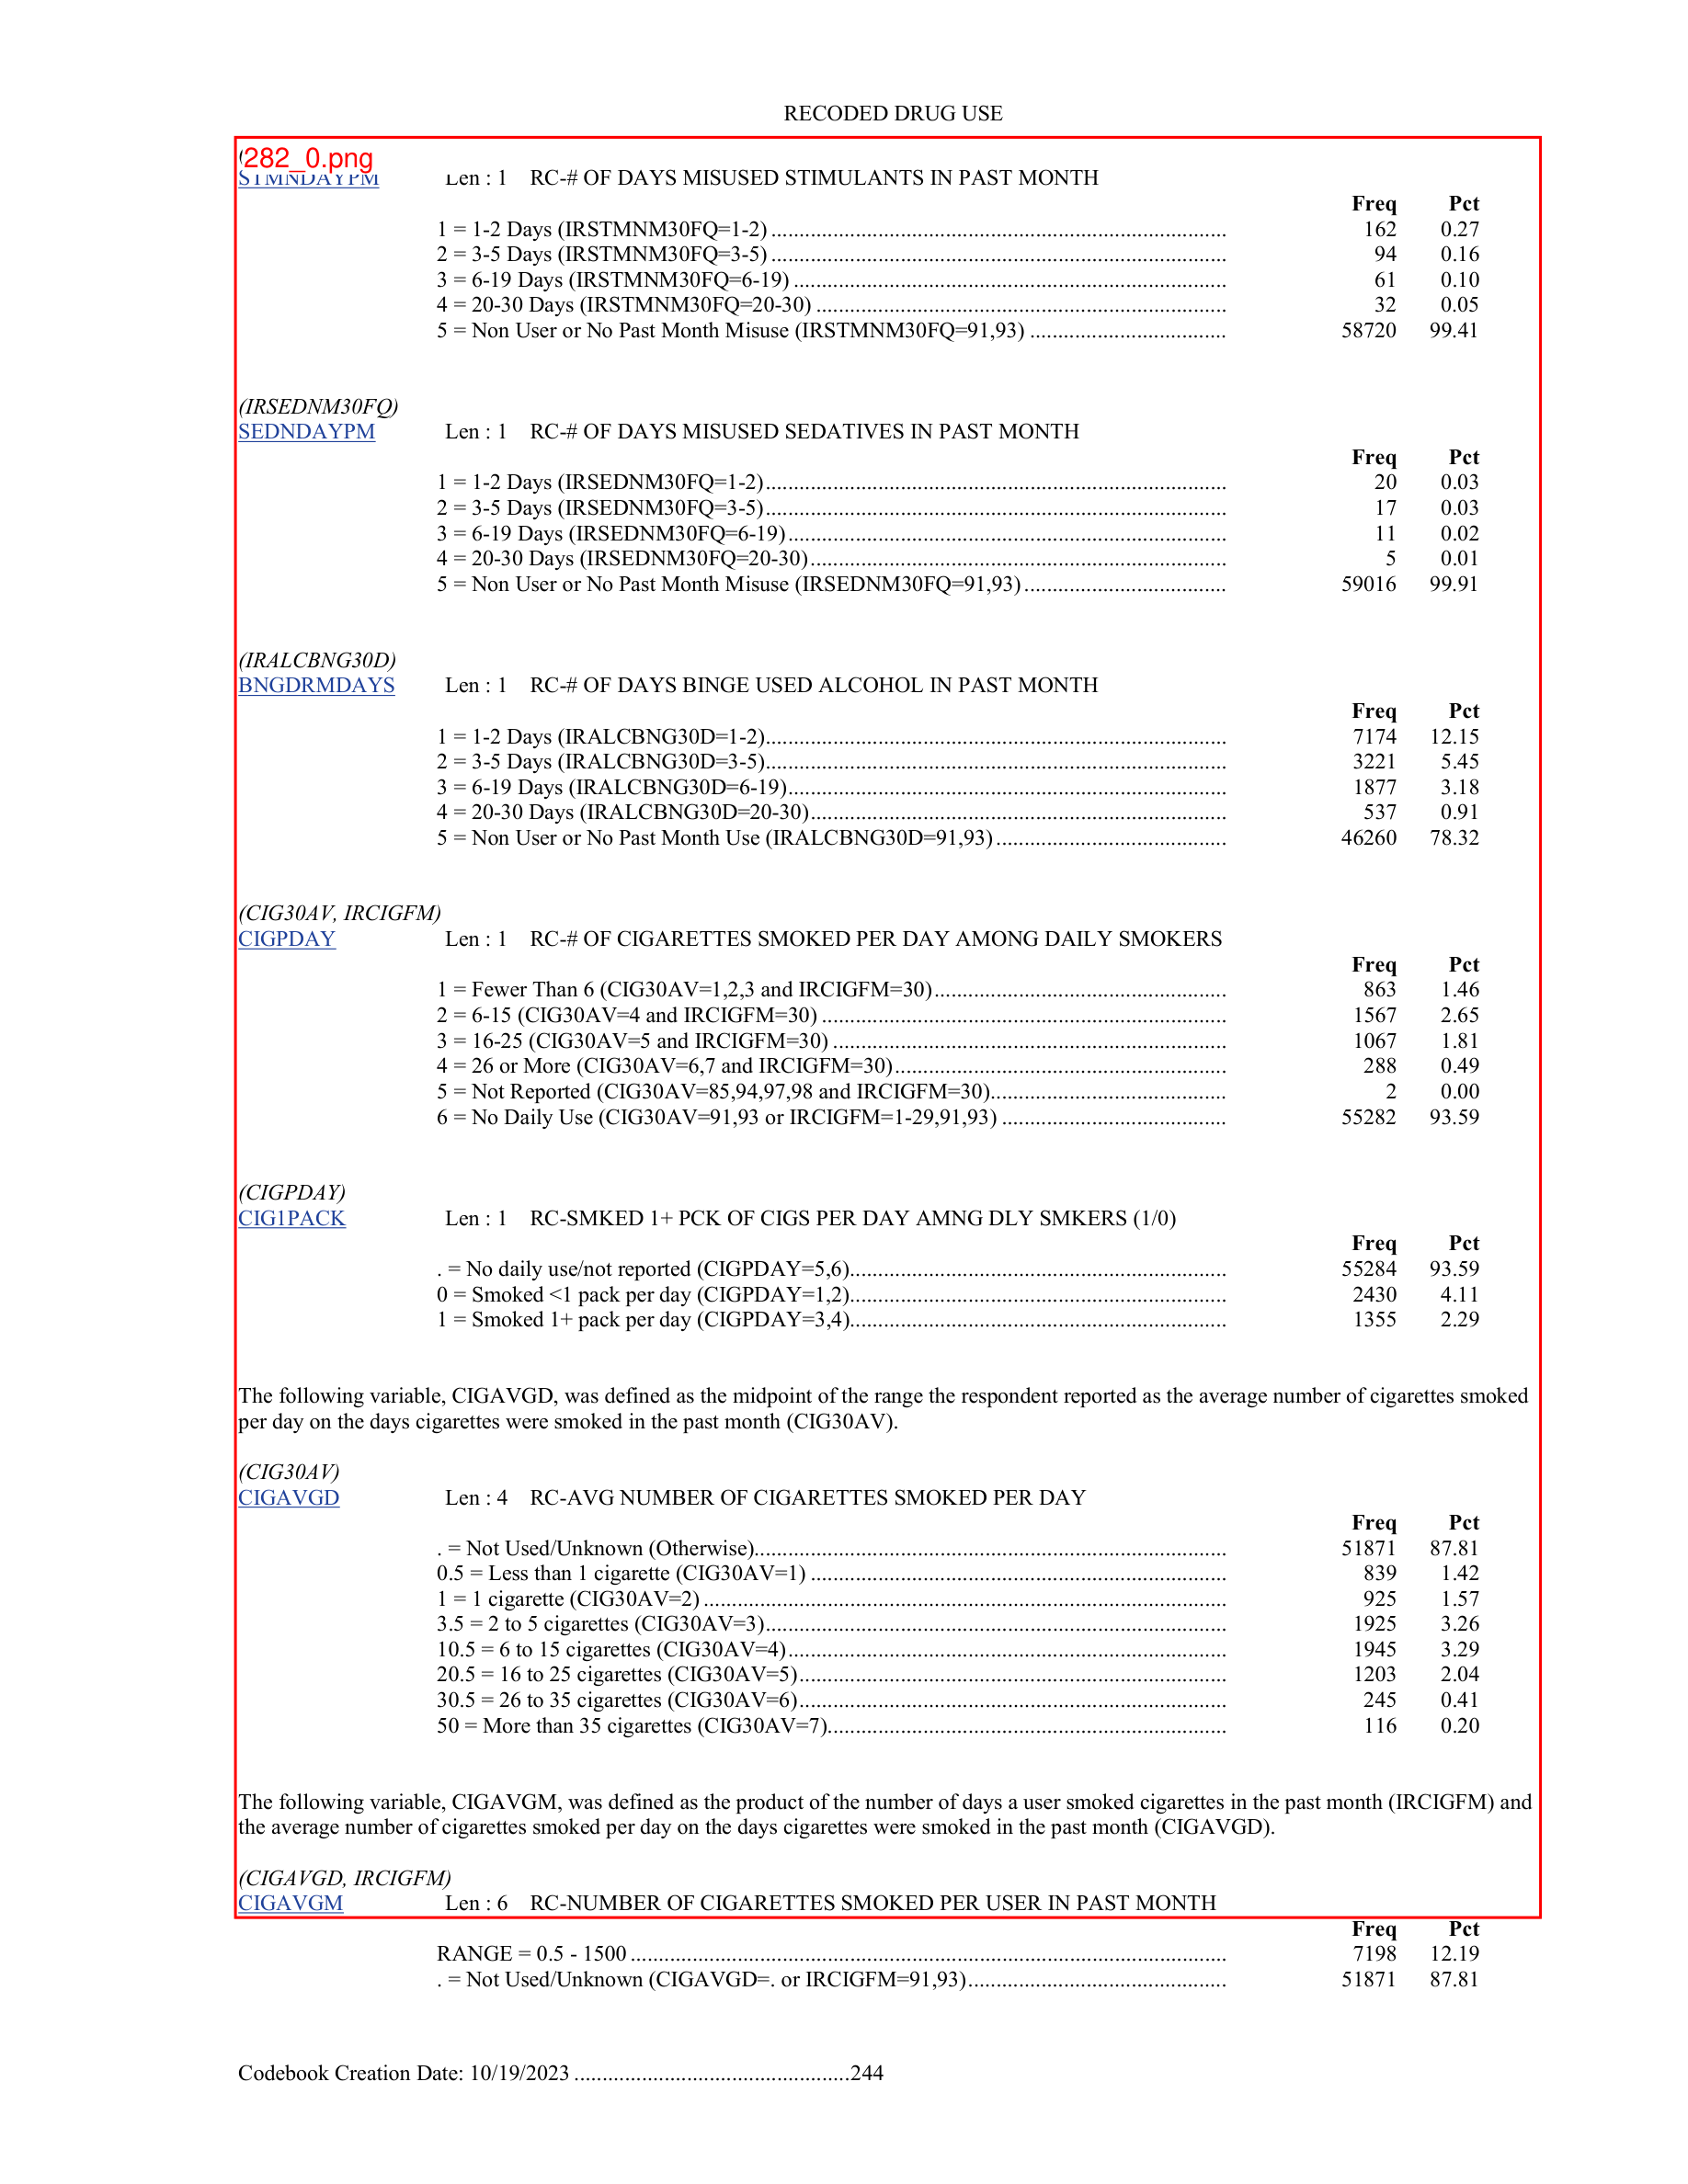 RECODED DRUG USE
282_0.png
STMNDAYPM Len : 1 RC-# OF DAYS MISUSED STIMULANTS IN PAST MONTH
Freq Pct
1 = 1-2 Days (IRSTMNM30FQ=1-2) ................................................................................. 162 0.27
2 = 3-5 Days (IRSTMNM30FQ=3-5) ................................................................................. 94 0.16
3 = 6-19 Days (IRSTMNM30FQ=6-19) ............................................................................. 61 0.10
4 = 20-30 Days (IRSTMNM30FQ=20-30) ......................................................................... 32 0.05
5 = Non User or No Past Month Misuse (IRSTMNM30FQ=91,93) ................................... 58720 99.41
(IRSEDNM30FQ)
SEDNDAYPM Len : 1 RC-# OF DAYS MISUSED SEDATIVES IN PAST MONTH
Freq Pct
1 = 1-2 Days (IRSEDNM30FQ=1-2).................................................................................. 20 0.03
2 = 3-5 Days (IRSEDNM30FQ=3-5).................................................................................. 17 0.03
3 = 6-19 Days (IRSEDNM30FQ=6-19).............................................................................. 11 0.02
4 = 20-30 Days (IRSEDNM30FQ=20-30).......................................................................... 5 0.01
5 = Non User or No Past Month Misuse (IRSEDNM30FQ=91,93).................................... 59016 99.91
(IRALCBNG30D)
BNGDRMDAYS Len : 1 RC-# OF DAYS BINGE USED ALCOHOL IN PAST MONTH
Freq Pct
1 = 1-2 Days (IRALCBNG30D=1-2).................................................................................. 7174 12.15
2 = 3-5 Days (IRALCBNG30D=3-5).................................................................................. 3221 5.45
3 = 6-19 Days (IRALCBNG30D=6-19).............................................................................. 1877 3.18
4 = 20-30 Days (IRALCBNG30D=20-30).......................................................................... 537 0.91
5 = Non User or No Past Month Use (IRALCBNG30D=91,93)......................................... 46260 78.32
(CIG30AV, IRCIGFM)
CIGPDAY Len : 1 RC-# OF CIGARETTES SMOKED PER DAY AMONG DAILY SMOKERS
Freq Pct
1 = Fewer Than 6 (CIG30AV=1,2,3 and IRCIGFM=30).................................................... 863 1.46
2 = 6-15 (CIG30AV=4 and IRCIGFM=30) ........................................................................ 1567 2.65
3 = 16-25 (CIG30AV=5 and IRCIGFM=30) ...................................................................... 1067 1.81
4 = 26 or More (CIG30AV=6,7 and IRCIGFM=30)........................................................... 288 0.49
5 = Not Reported (CIG30AV=85,94,97,98 and IRCIGFM=30).......................................... 2 0.00
6 = No Daily Use (CIG30AV=91,93 or IRCIGFM=1-29,91,93) ........................................ 55282 93.59
(CIGPDAY)
CIG1PACK Len : 1 RC-SMKED 1+ PCK OF CIGS PER DAY AMNG DLY SMKERS (1/0)
Freq Pct
. = No daily use/not reported (CIGPDAY=5,6)................................................................... 55284 93.59
0 = Smoked <1 pack per day (CIGPDAY=1,2)................................................................... 2430 4.11
1 = Smoked 1+ pack per day (CIGPDAY=3,4)................................................................... 1355 2.29
The following variable, CIGAVGD, was defined as the midpoint of the range the respondent reported as the average number of cigarettes smoked
per day on the days cigarettes were smoked in the past month (CIG30AV).
(CIG30AV)
CIGAVGD Len : 4 RC-AVG NUMBER OF CIGARETTES SMOKED PER DAY
Freq Pct
. = Not Used/Unknown (Otherwise).................................................................................... 51871 87.81
0.5 = Less than 1 cigarette (CIG30AV=1) .......................................................................... 839 1.42
1 = 1 cigarette (CIG30AV=2) ............................................................................................. 925 1.57
3.5 = 2 to 5 cigarettes (CIG30AV=3).................................................................................. 1925 3.26
10.5 = 6 to 15 cigarettes (CIG30AV=4).............................................................................. 1945 3.29
20.5 = 16 to 25 cigarettes (CIG30AV=5)............................................................................ 1203 2.04
30.5 = 26 to 35 cigarettes (CIG30AV=6)............................................................................ 245 0.41
50 = More than 35 cigarettes (CIG30AV=7)....................................................................... 116 0.20
The following variable, CIGAVGM, was defined as the product of the number of days a user smoked cigarettes in the past month (IRCIGFM) and
the average number of cigarettes smoked per day on the days cigarettes were smoked in the past month (CIGAVGD).
(CIGAVGD, IRCIGFM)
CIGAVGM Len : 6 RC-NUMBER OF CIGARETTES SMOKED PER USER IN PAST MONTH
Freq Pct
RANGE = 0.5 - 1500 .......................................................................................................... 7198 12.19
. = Not Used/Unknown (CIGAVGD=. or IRCIGFM=91,93).............................................. 51871 87.81
Codebook Creation Date: 10/19/2023 .................................................244